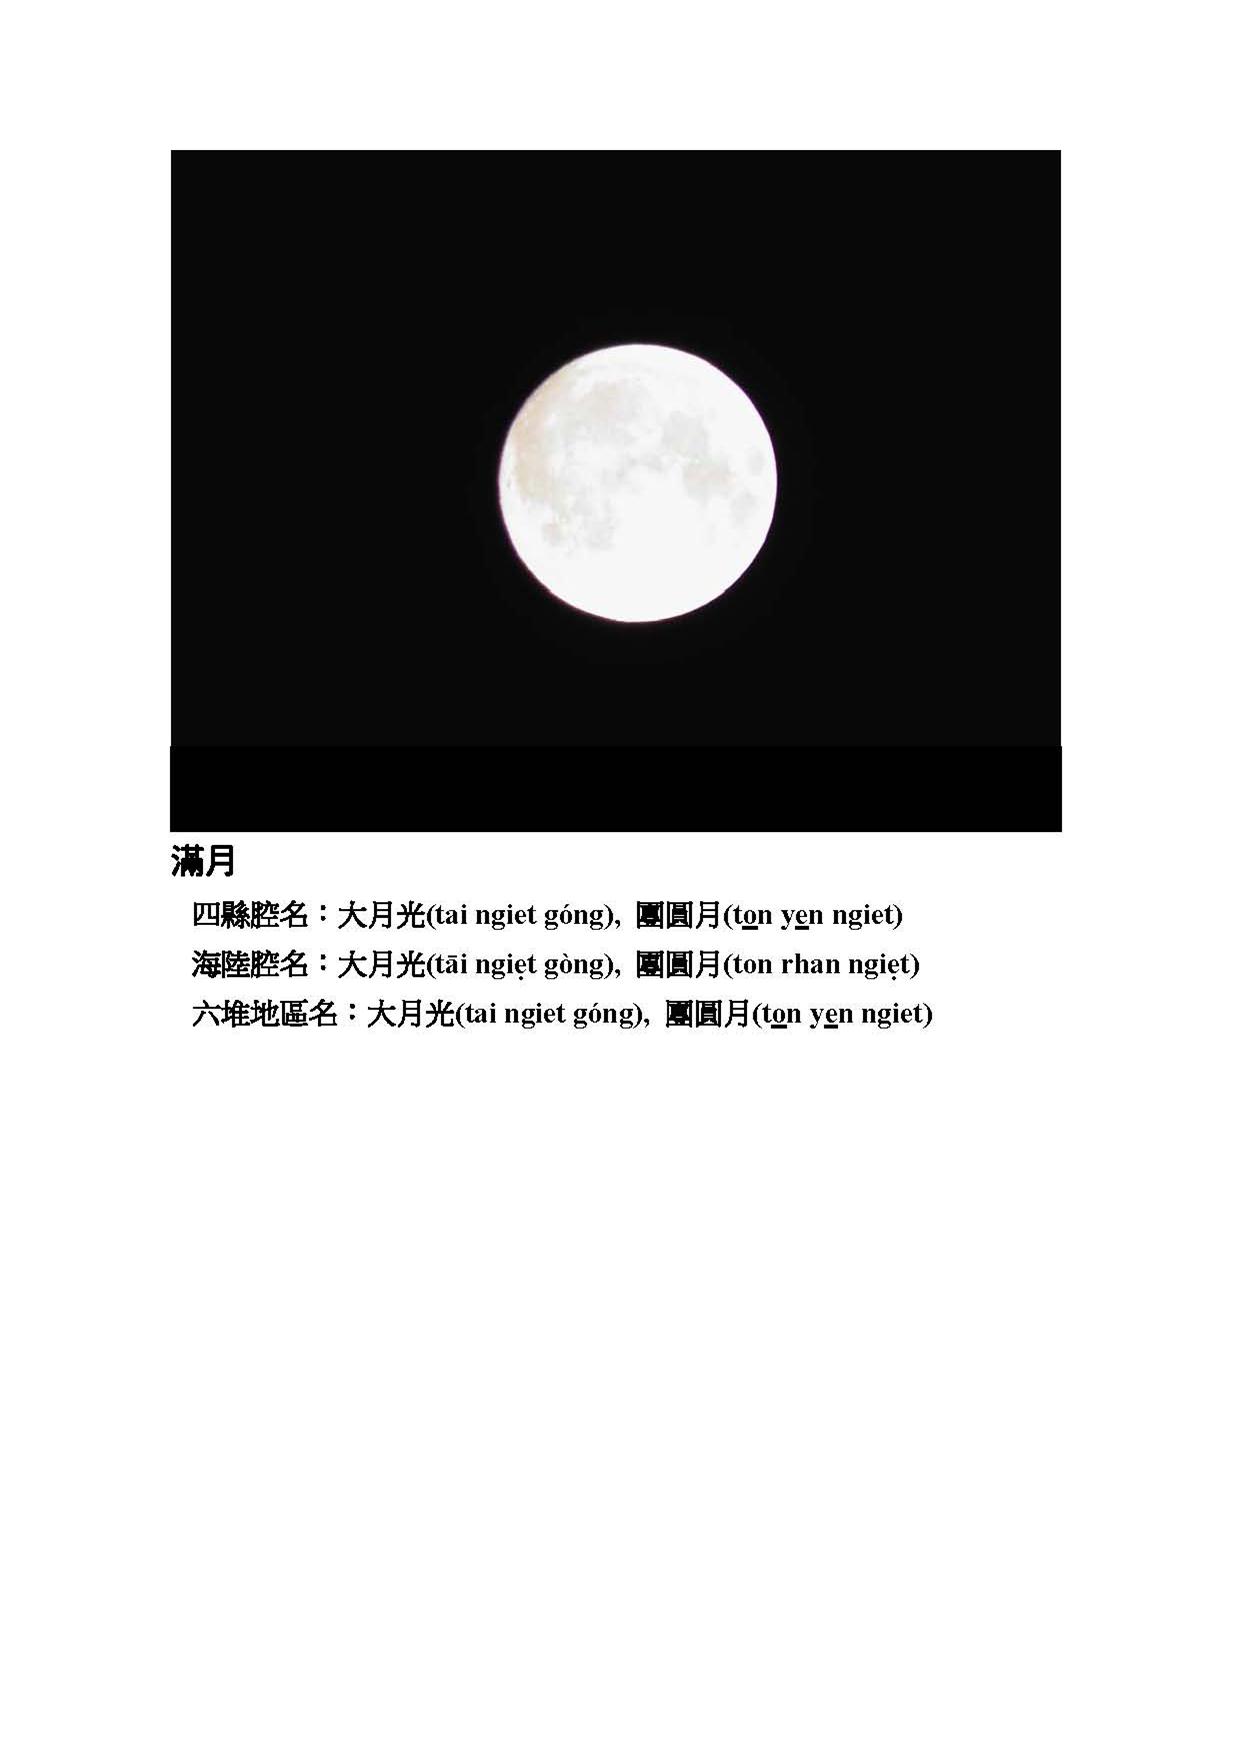 滿月
四縣腔名：大月光(tai ngiet góng), 團圓月(to̲n ye̲n ngiet)
海陸腔名：大月光(tāi ngiẹt gòng), 團圓月(ton rhan ngiẹt)
六堆地區名：大月光(tai ngiet góng), 團圓月(to̲n ye̲n ngiet)